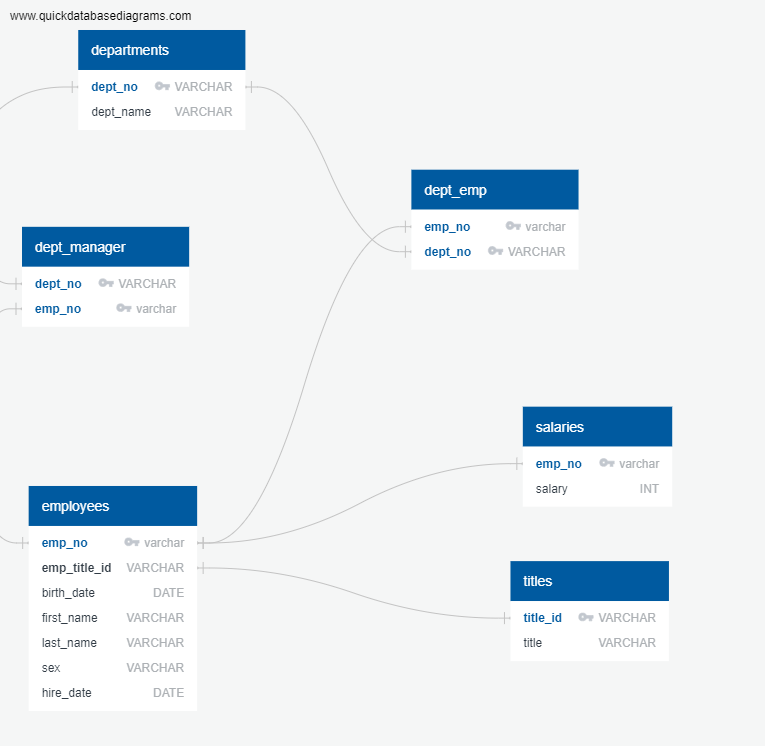 www.quickdatabasediagrams.com
departments
dept_no VARCHAR
dept_name VARCHAR
dept_emp
emp_no varchar
dept_no VARCHAR
dept_manager
dept_no VARCHAR
emp_no varchar
salaries
emp_no varchar
salary INT
employees
emp_no varchar
emp_title_id VARCHAR
birth_date DATE
first_name VARCHAR
last_name VARCHAR
sex VARCHAR
hire_date DATE
titles
title_id VARCHAR
title VARCHAR